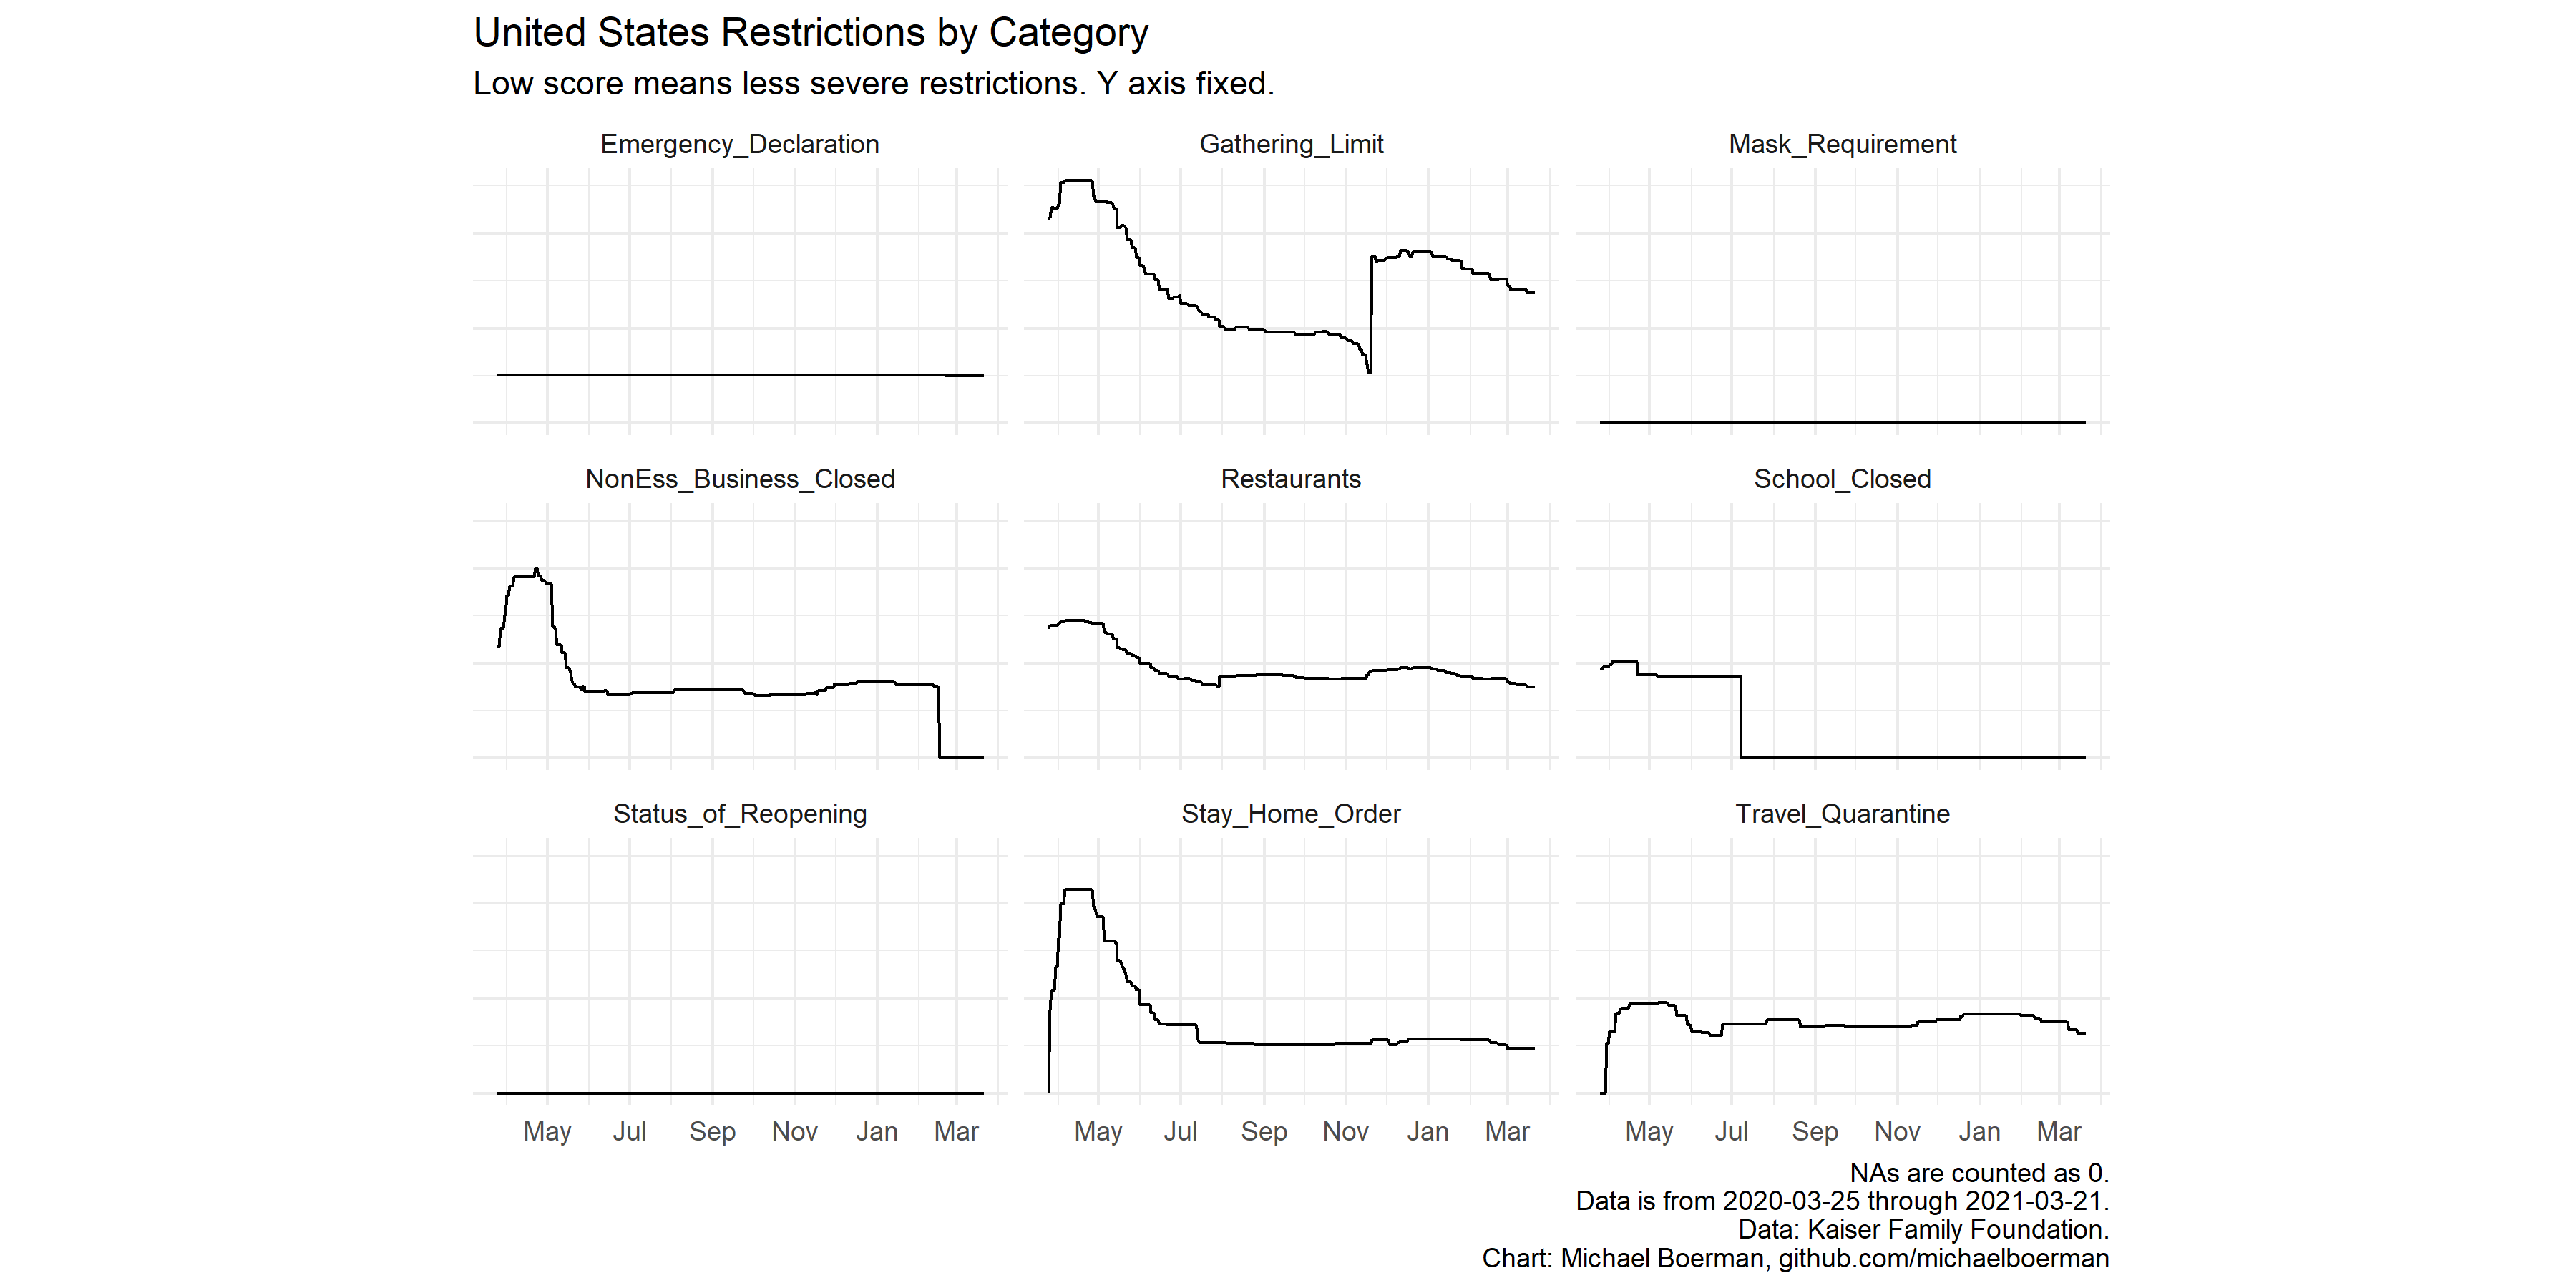 United States Restrictions by Category
Low score means less severe restrictions. Y axis fixed.
Emergency_Declaration
Gathering_Limit
Mask_Requirement
NonEss_Business_Closed
Restaurants
School_Closed
Status_of_Reopening
Stay_Home_Order
Travel_Quarantine
May Jul Sep Nov Jan Mar
May Jul Sep Nov Jan Mar
May Jul Sep Nov Jan Mar
NAs are counted as 0.
Data is from 2020-03-25 through 2021-03-21.
Data: Kaiser Family Foundation.
Chart: Michael Boerman, github.com/michaelboerman